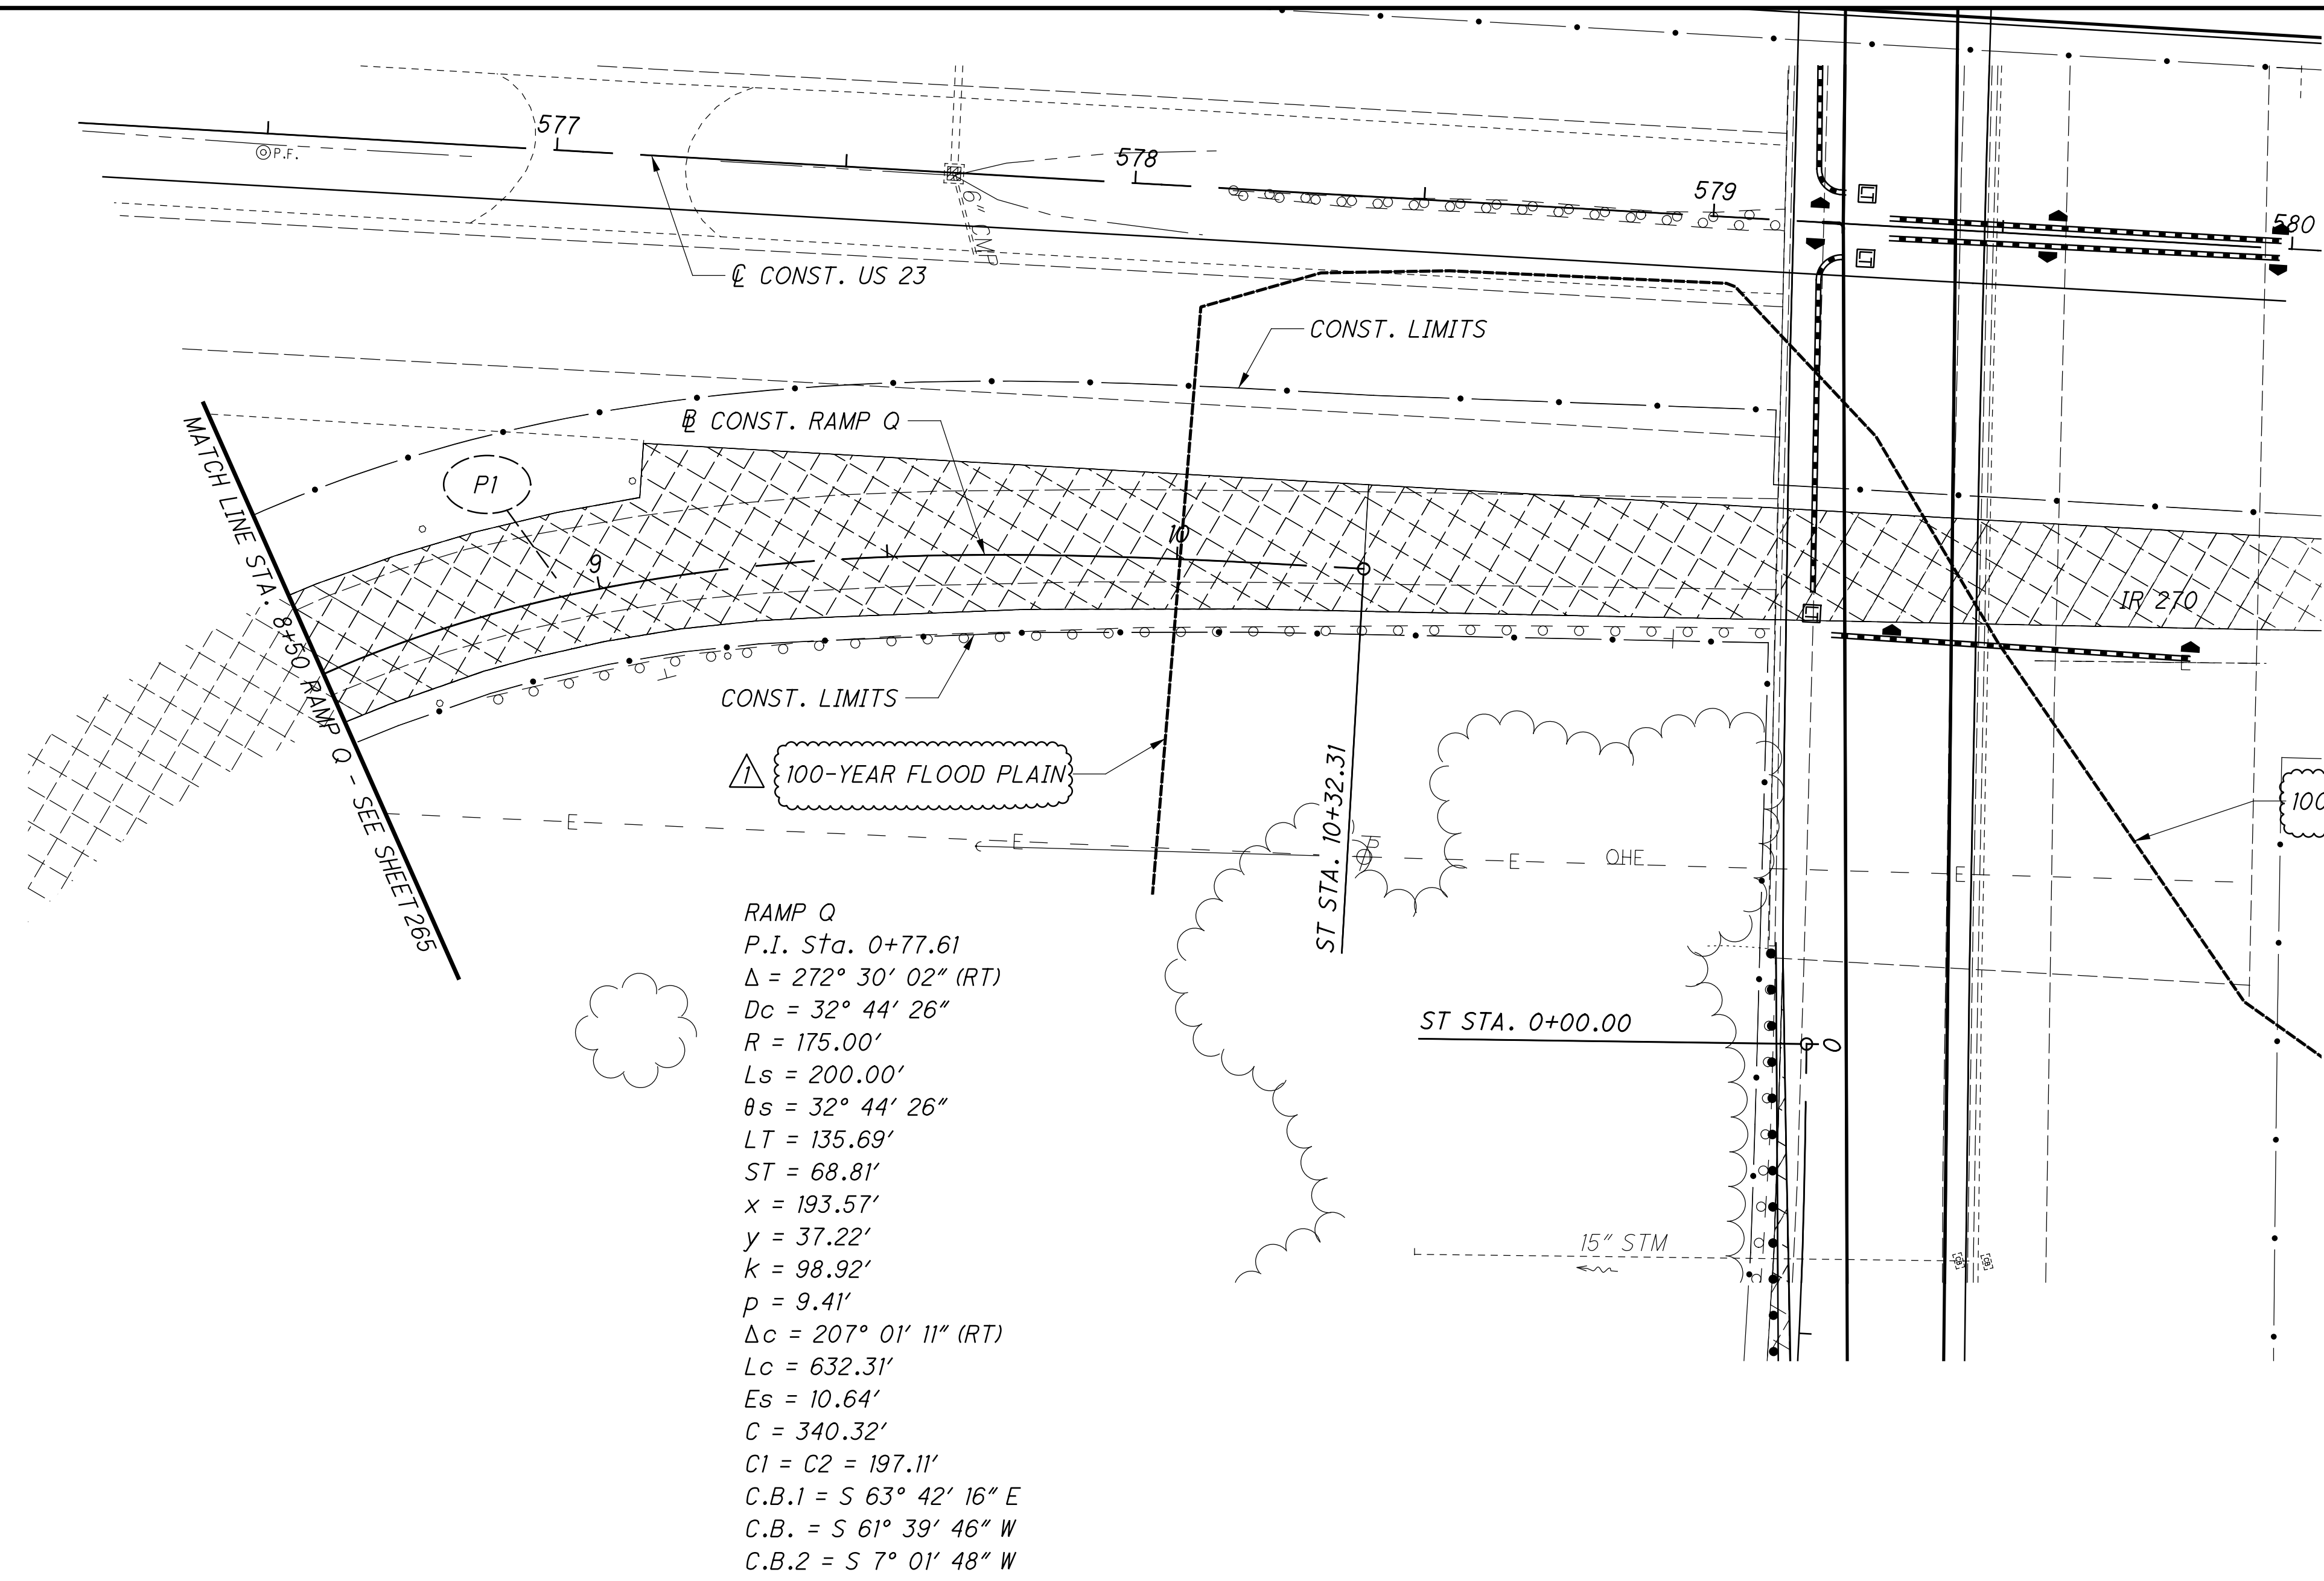 577
P.F.
578
579
580
6" CMP
℄ CONST. US 23
CONST. LIMITS
B CONST. RAMP Q
MATCH LINE STA. 8+50 RAMP Q - SEE SHEET 265
P1
9
10
IR 270
CONST. LIMITS
1
100-YEAR FLOOD PLAIN
100
ST STA. 10+32.31
E
E
P
E
OHE
E
E
ST STA. 0+00.00
0
15" STM
RAMP Q
P.I. Sta. 0+77.61
Δ = 272° 30' 02" (RT)
Dc = 32° 44' 26"
R = 175.00'
Ls = 200.00'
θs = 32° 44' 26"
LT = 135.69'
ST = 68.81'
x = 193.57'
y = 37.22'
k = 98.92'
p = 9.41'
Δc = 207° 01' 11" (RT)
Lc = 632.31'
Es = 10.64'
C = 340.32'
C1 = C2 = 197.11'
C.B.1 = S 63° 42' 16" E
C.B. = S 61° 39' 46" W
C.B.2 = S 7° 01' 48" W